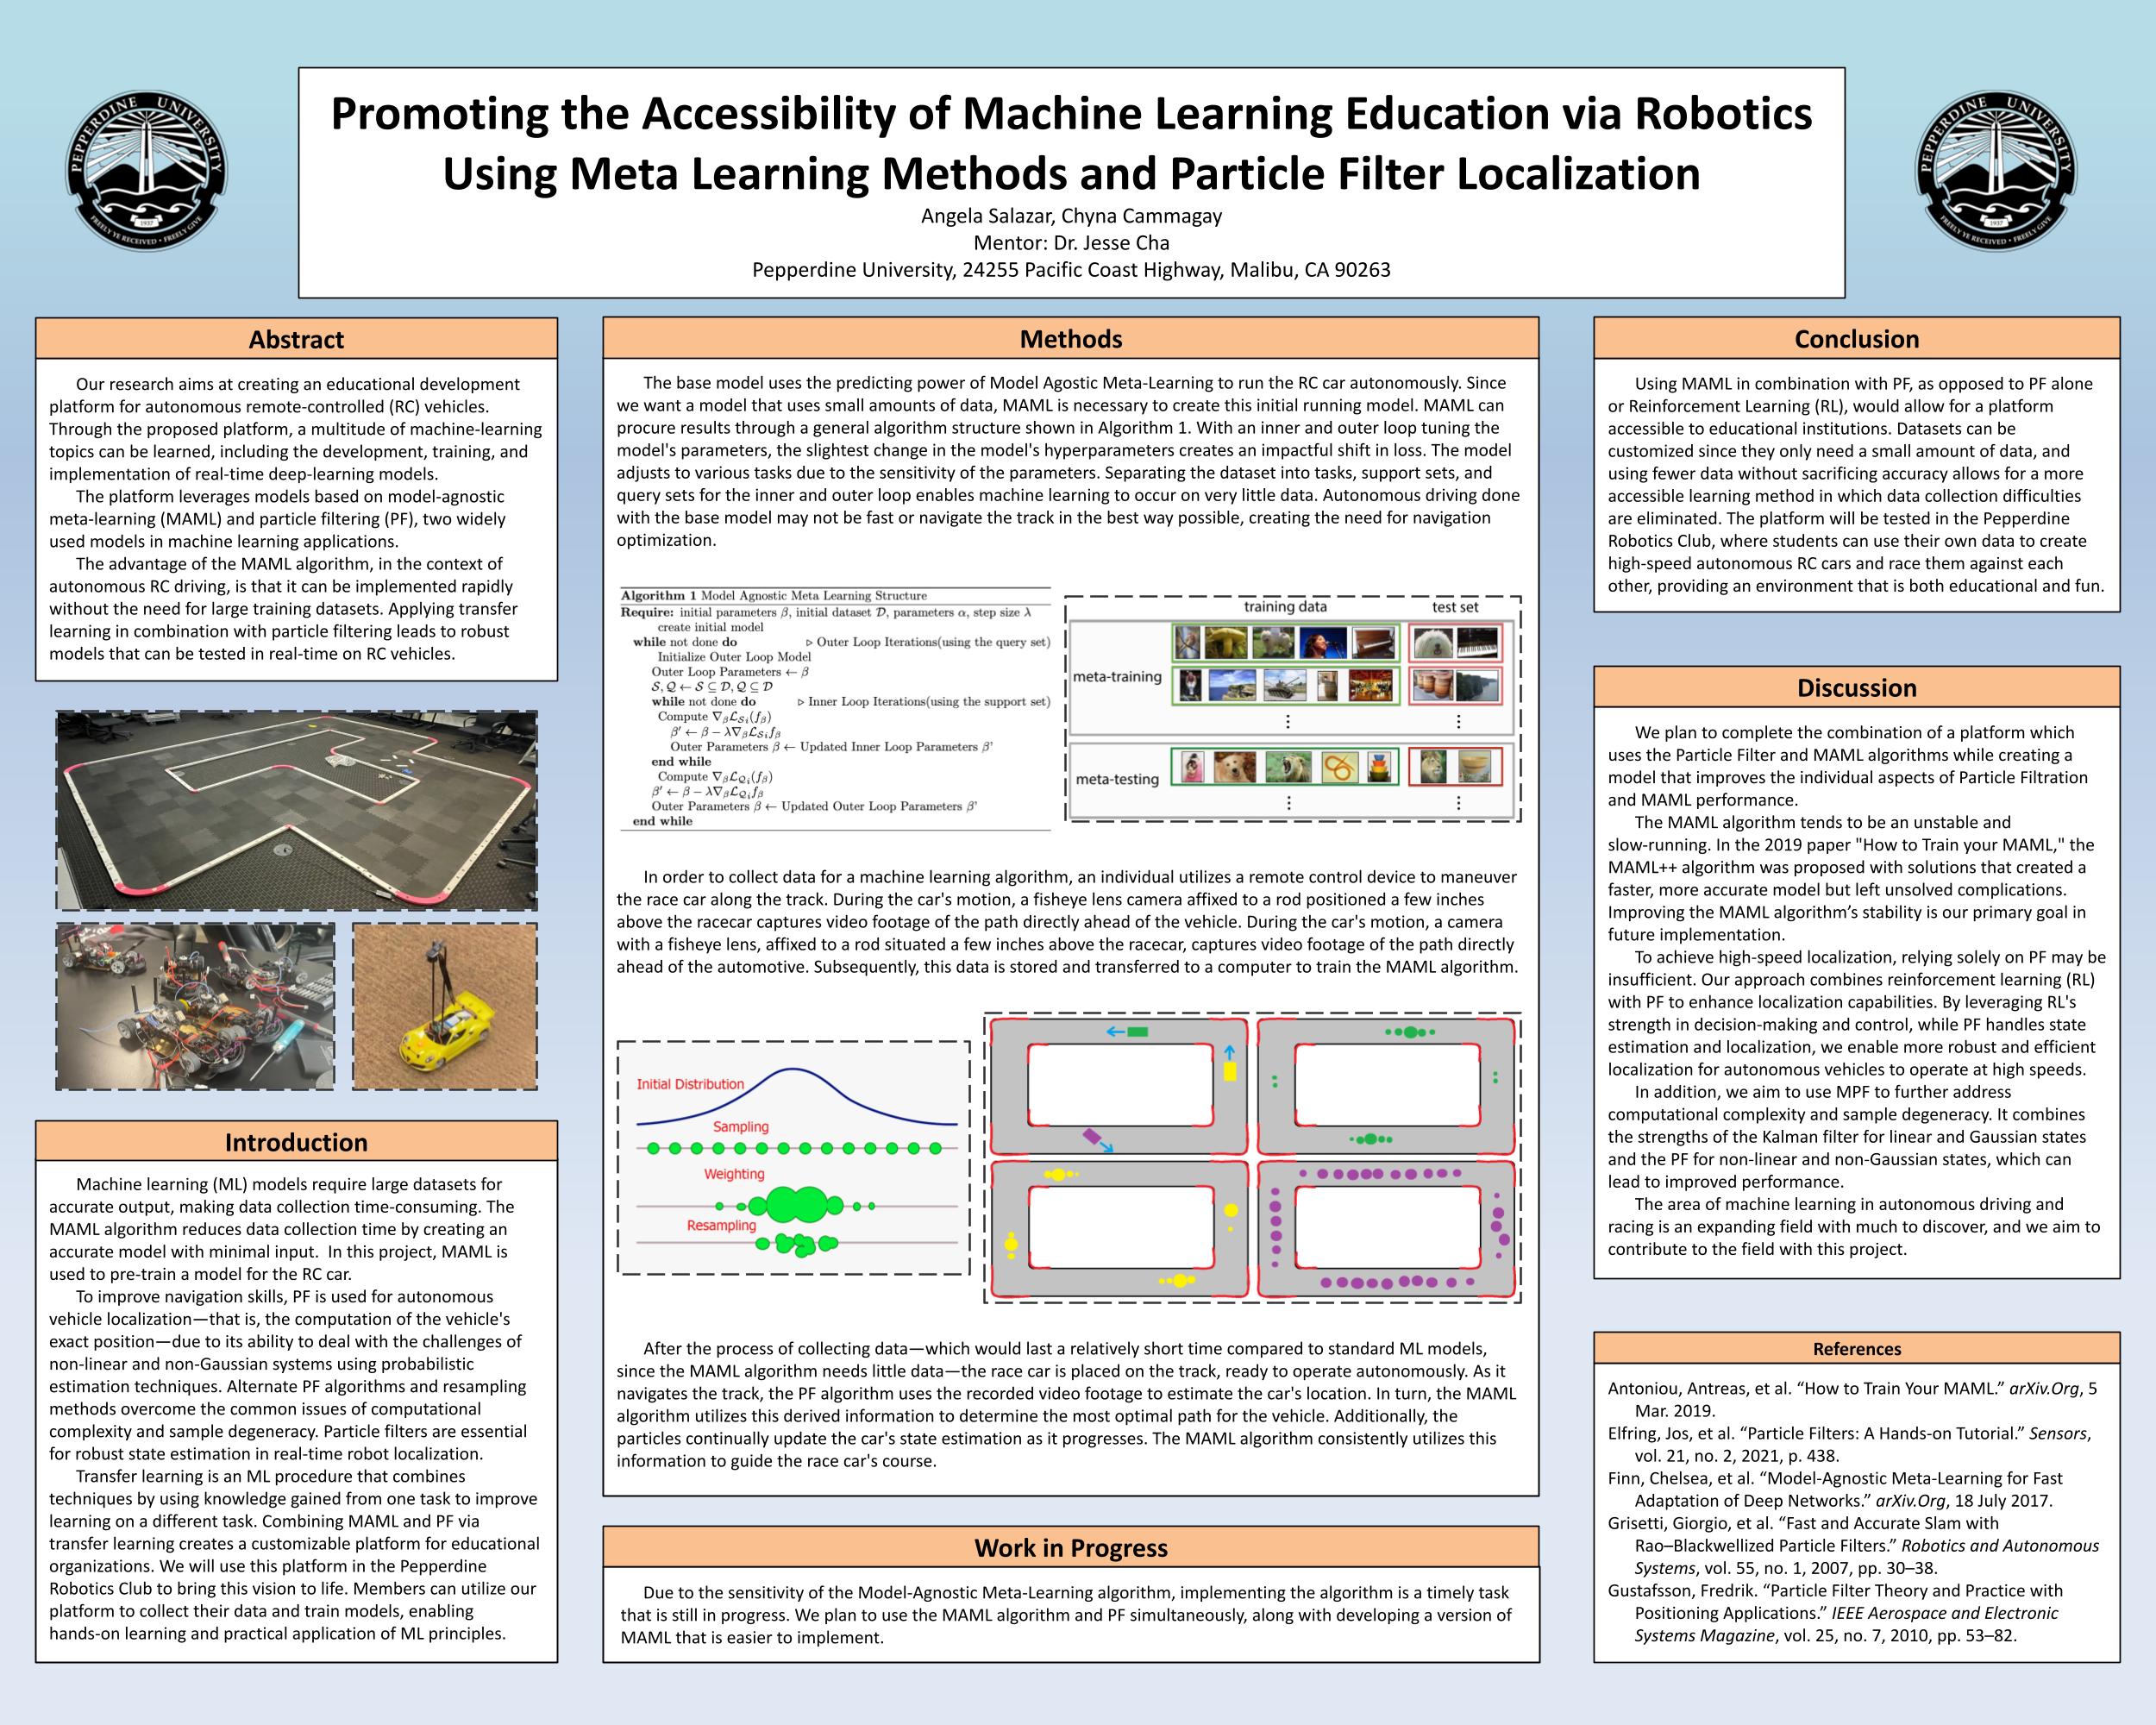 PEPPERDINE UNIVERSITY
1937
FREELY YE RECEIVED • FREELY GIVE
Promoting the Accessibility of Machine Learning Education via Robotics
Using Meta Learning Methods and Particle Filter Localization
Angela Salazar, Chyna Cammagay
Mentor: Dr. Jesse Cha
Pepperdine University, 24255 Pacific Coast Highway, Malibu, CA 90263
PEPPERDINE UNIVERSITY
1937
FREELY YE RECEIVED • FREELY GIVE
Abstract
Our research aims at creating an educational development
platform for autonomous remote-controlled (RC) vehicles.
Through the proposed platform, a multitude of machine-learning
topics can be learned, including the development, training, and
implementation of real-time deep-learning models.
The platform leverages models based on model-agnostic
meta-learning (MAML) and particle filtering (PF), two widely
used models in machine learning applications.
The advantage of the MAML algorithm, in the context of
autonomous RC driving, is that it can be implemented rapidly
without the need for large training datasets. Applying transfer
learning in combination with particle filtering leads to robust
models that can be tested in real-time on RC vehicles.
Introduction
Machine learning (ML) models require large datasets for
accurate output, making data collection time-consuming. The
MAML algorithm reduces data collection time by creating an
accurate model with minimal input.  In this project, MAML is
used to pre-train a model for the RC car.
To improve navigation skills, PF is used for autonomous
vehicle localization—that is, the computation of the vehicle's
exact position—due to its ability to deal with the challenges of
non-linear and non-Gaussian systems using probabilistic
estimation techniques. Alternate PF algorithms and resampling
methods overcome the common issues of computational
complexity and sample degeneracy. Particle filters are essential
for robust state estimation in real-time robot localization.
Transfer learning is an ML procedure that combines
techniques by using knowledge gained from one task to improve
learning on a different task. Combining MAML and PF via
transfer learning creates a customizable platform for educational
organizations. We will use this platform in the Pepperdine
Robotics Club to bring this vision to life. Members can utilize our
platform to collect their data and train models, enabling
hands-on learning and practical application of ML principles.
Methods
The base model uses the predicting power of Model Agostic Meta-Learning to run the RC car autonomously. Since
we want a model that uses small amounts of data, MAML is necessary to create this initial running model. MAML can
procure results through a general algorithm structure shown in Algorithm 1. With an inner and outer loop tuning the
model's parameters, the slightest change in the model's hyperparameters creates an impactful shift in loss. The model
adjusts to various tasks due to the sensitivity of the parameters. Separating the dataset into tasks, support sets, and
query sets for the inner and outer loop enables machine learning to occur on very little data. Autonomous driving done
with the base model may not be fast or navigate the track in the best way possible, creating the need for navigation
optimization.
Algorithm 1 Model Agnostic Meta Learning Structure
Require: initial parameters β, initial dataset 𝒟, parameters α, step size λ
create initial model
while not done do ▹ Outer Loop Iterations(using the query set)
Initialize Outer Loop Model
Outer Loop Parameters ← β
𝒮, 𝒬 ← 𝒮 ⊆ 𝒟, 𝒬 ⊆ 𝒟
while not done do ▹ Inner Loop Iterations(using the support set)
Compute ∇βℒ𝒮i(fβ)
β′ ← β − λ∇βℒ𝒮ifβ
Outer Parameters β ← Updated Inner Loop Parameters β'
end while
Compute ∇βℒ𝒬i(fβ)
β′ ← β − λ∇βℒ𝒬ifβ
Outer Loop Parameters β ← Updated Outer Loop Parameters β'
end while
training data test set
meta-training
meta-testing
In order to collect data for a machine learning algorithm, an individual utilizes a remote control device to maneuver
the race car along the track. During the car's motion, a fisheye lens camera affixed to a rod positioned a few inches
above the racecar captures video footage of the path directly ahead of the vehicle. During the car's motion, a camera
with a fisheye lens, affixed to a rod situated a few inches above the racecar, captures video footage of the path directly
ahead of the automotive. Subsequently, this data is stored and transferred to a computer to train the MAML algorithm.
Initial Distribution
Sampling
Weighting
Resampling
After the process of collecting data—which would last a relatively short time compared to standard ML models,
since the MAML algorithm needs little data—the race car is placed on the track, ready to operate autonomously. As it
navigates the track, the PF algorithm uses the recorded video footage to estimate the car's location. In turn, the MAML
algorithm utilizes this derived information to determine the most optimal path for the vehicle. Additionally, the
particles continually update the car's state estimation as it progresses. The MAML algorithm consistently utilizes this
information to guide the race car's course.
Work in Progress
Due to the sensitivity of the Model-Agnostic Meta-Learning algorithm, implementing the algorithm is a timely task
that is still in progress. We plan to use the MAML algorithm and PF simultaneously, along with developing a version of
MAML that is easier to implement.
Conclusion
Using MAML in combination with PF, as opposed to PF alone
or Reinforcement Learning (RL), would allow for a platform
accessible to educational institutions. Datasets can be
customized since they only need a small amount of data, and
using fewer data without sacrificing accuracy allows for a more
accessible learning method in which data collection difficulties
are eliminated. The platform will be tested in the Pepperdine
Robotics Club, where students can use their own data to create
high-speed autonomous RC cars and race them against each
other, providing an environment that is both educational and fun.
Discussion
We plan to complete the combination of a platform which
uses the Particle Filter and MAML algorithms while creating a
model that improves the individual aspects of Particle Filtration
and MAML performance.
The MAML algorithm tends to be an unstable and
slow-running. In the 2019 paper "How to Train your MAML," the
MAML++ algorithm was proposed with solutions that created a
faster, more accurate model but left unsolved complications.
Improving the MAML algorithm’s stability is our primary goal in
future implementation.
To achieve high-speed localization, relying solely on PF may be
insufficient. Our approach combines reinforcement learning (RL)
with PF to enhance localization capabilities. By leveraging RL's
strength in decision-making and control, while PF handles state
estimation and localization, we enable more robust and efficient
localization for autonomous vehicles to operate at high speeds.
In addition, we aim to use MPF to further address
computational complexity and sample degeneracy. It combines
the strengths of the Kalman filter for linear and Gaussian states
and the PF for non-linear and non-Gaussian states, which can
lead to improved performance.
The area of machine learning in autonomous driving and
racing is an expanding field with much to discover, and we aim to
contribute to the field with this project.
References
Antoniou, Antreas, et al. “How to Train Your MAML.” arXiv.Org, 5
Mar. 2019.
Elfring, Jos, et al. “Particle Filters: A Hands-on Tutorial.” Sensors,
vol. 21, no. 2, 2021, p. 438.
Finn, Chelsea, et al. “Model-Agnostic Meta-Learning for Fast
Adaptation of Deep Networks.” arXiv.Org, 18 July 2017.
Grisetti, Giorgio, et al. “Fast and Accurate Slam with
Rao–Blackwellized Particle Filters.” Robotics and Autonomous
Systems, vol. 55, no. 1, 2007, pp. 30–38.
Gustafsson, Fredrik. “Particle Filter Theory and Practice with
Positioning Applications.” IEEE Aerospace and Electronic
Systems Magazine, vol. 25, no. 7, 2010, pp. 53–82.